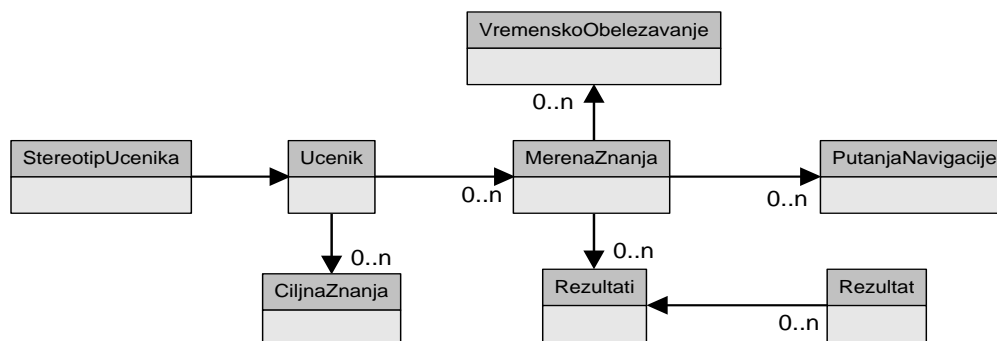 VremenskoObelezavanje
0..n
StereotipUcenika
Ucenik
MerenaZnanja
PutanjaNavigacije
0..n
0..n
0..n
0..n
CiljnaZnanja
Rezultati
Rezultat
0..n